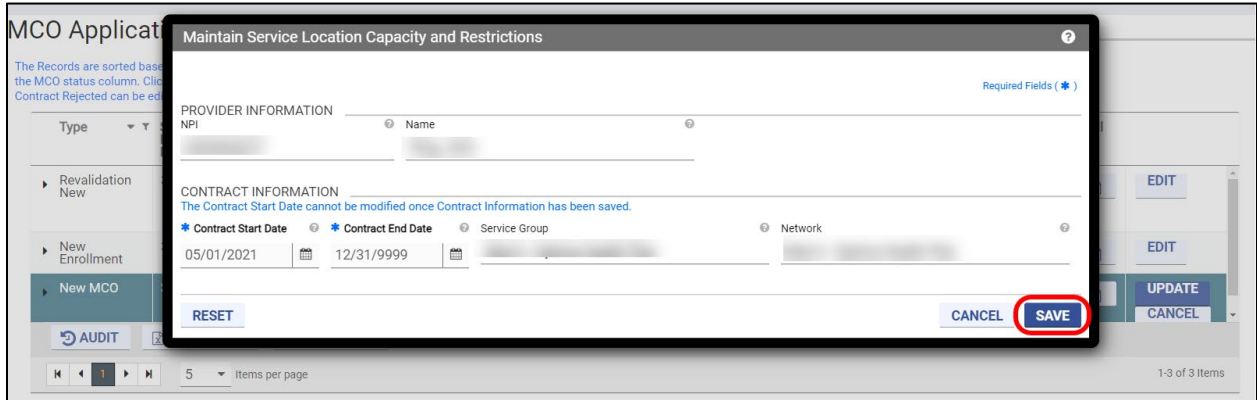 MCO Applicati
The Records are sorted base
the MCO status column. Clic
Contract Rejected can be edi
Maintain Service Location Capacity and Restrictions
Required Fields ( * )
PROVIDER INFORMATION
NPI Name
CONTRACT INFORMATION
The Contract Start Date cannot be modified once Contract Information has been saved.
* Contract Start Date * Contract End Date Service Group Network
05/01/2021 12/31/9999
RESET CANCEL SAVE
Type
Revalidation
New
EDIT
New
Enrollment
EDIT
New MCO
UPDATE
CANCEL
AUDIT
1 5 Items per page 1-3 of 3 Items